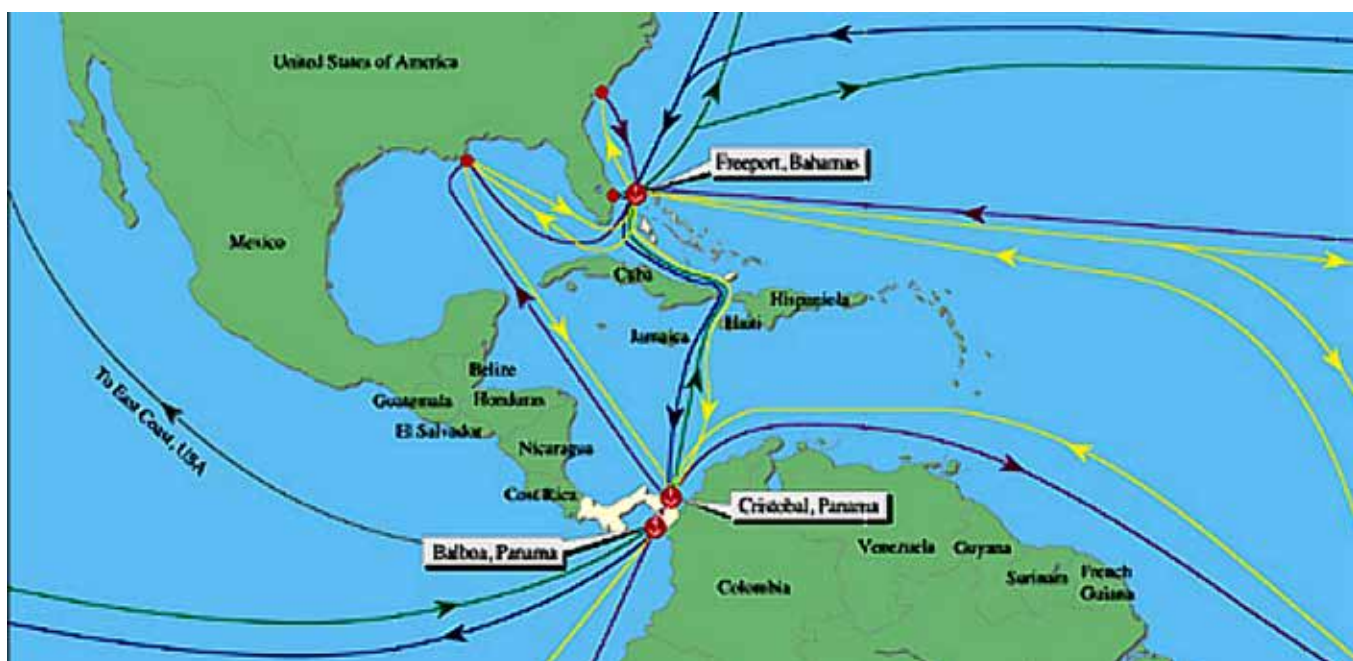 United States of America
Freeport, Bahamas
Mexico
Cuba
Hispaniola
Haiti
Jamaica
Belize
Guatemala
Honduras
El Salvador
Nicaragua
To East Coast, USA
Costa Rica
Cristobal, Panama
Balboa, Panama
Venezuela
Guyana
Surinam
French
Guiana
Colombia